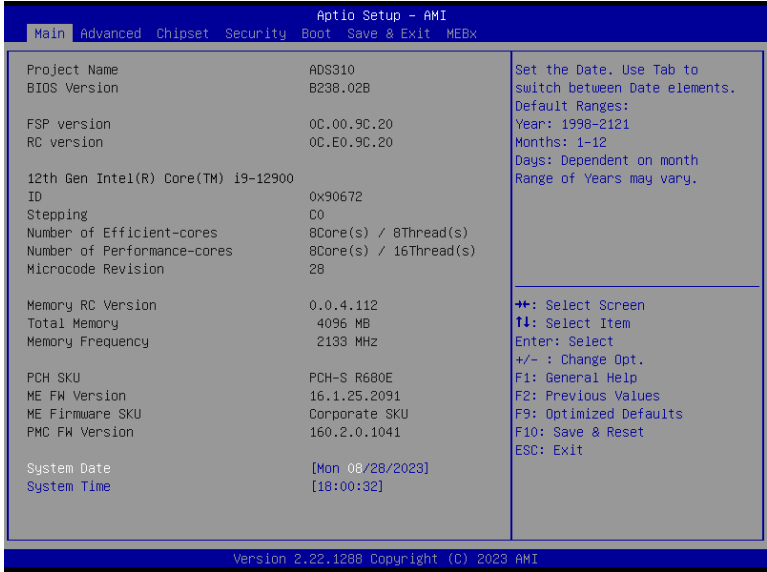 Aptio Setup – AMI
Main Advanced Chipset Security Boot Save & Exit MEBx
Project Name ADS310
BIOS Version B238.02B
FSP version 0C.00.9C.20
RC version 0C.E0.9C.20
12th Gen Intel(R) Core(TM) i9-12900
ID 0x90672
Stepping C0
Number of Efficient-cores 8Core(s) / 8Thread(s)
Number of Performance-cores 8Core(s) / 16Thread(s)
Microcode Revision 28
Memory RC Version 0.0.4.112
Total Memory 4096 MB
Memory Frequency 2133 MHz
PCH SKU PCH-S R680E
ME FW Version 16.1.25.2091
ME Firmware SKU Corporate SKU
PMC FW Version 160.2.0.1041
System Date [Mon 08/28/2023]
System Time [18:00:32]
Set the Date. Use Tab to
switch between Date elements.
Default Ranges:
Year: 1998-2121
Months: 1-12
Days: Dependent on month
Range of Years may vary.
→←: Select Screen
↑↓: Select Item
Enter: Select
+/- : Change Opt.
F1: General Help
F2: Previous Values
F9: Optimized Defaults
F10: Save & Reset
ESC: Exit
Version 2.22.1288 Copyright (C) 2023 AMI